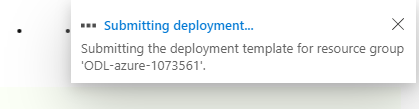 Submitting deployment...
Submitting the deployment template for resource group
'ODL-azure-1073561'.